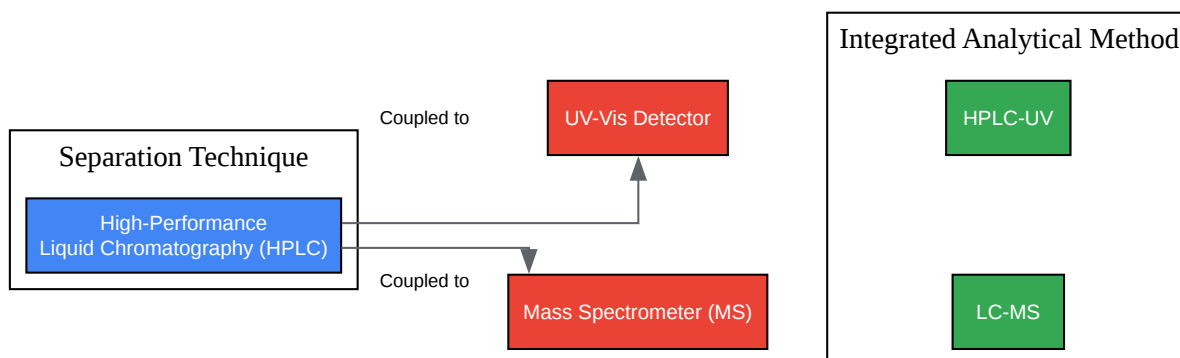 Integrated Analytical Method
Coupled to
UV-Vis Detector
HPLC-UV
Separation Technique
High-Performance
Liquid Chromatography (HPLC)
Coupled to
Mass Spectrometer (MS)
LC-MS